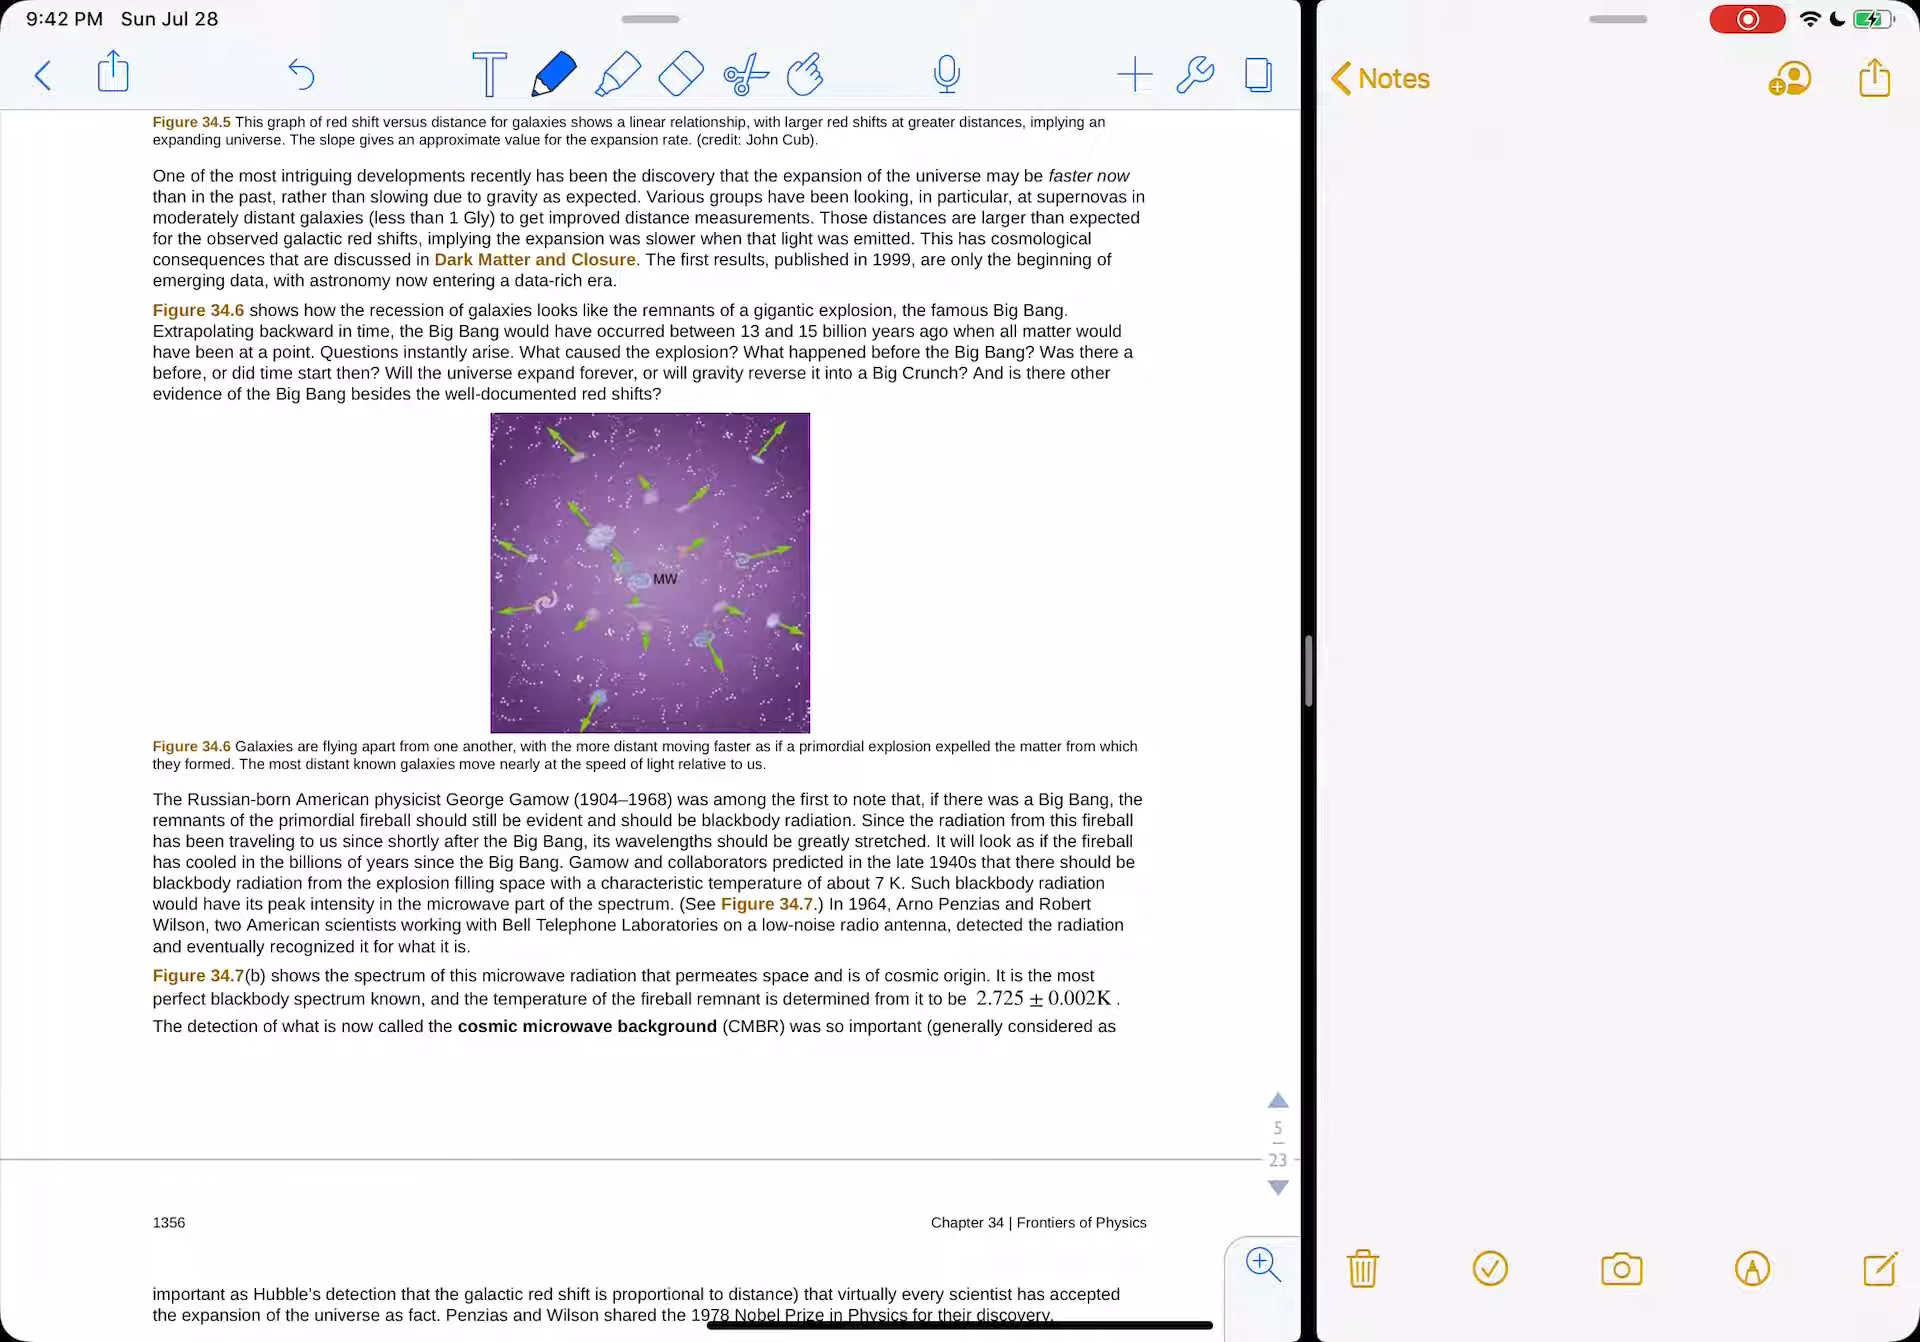 9:42 PM Sun Jul 28
Notes
Figure 34.5 This graph of red shift versus distance for galaxies shows a linear relationship, with larger red shifts at greater distances, implying an
expanding universe. The slope gives an approximate value for the expansion rate. (credit: John Cub).
One of the most intriguing developments recently has been the discovery that the expansion of the universe may be faster now
than in the past, rather than slowing due to gravity as expected. Various groups have been looking, in particular, at supernovas in
moderately distant galaxies (less than 1 Gly) to get improved distance measurements. Those distances are larger than expected
for the observed galactic red shifts, implying the expansion was slower when that light was emitted. This has cosmological
consequences that are discussed in Dark Matter and Closure. The first results, published in 1999, are only the beginning of
emerging data, with astronomy now entering a data-rich era.
Figure 34.6 shows how the recession of galaxies looks like the remnants of a gigantic explosion, the famous Big Bang.
Extrapolating backward in time, the Big Bang would have occurred between 13 and 15 billion years ago when all matter would
have been at a point. Questions instantly arise. What caused the explosion? What happened before the Big Bang? Was there a
before, or did time start then? Will the universe expand forever, or will gravity reverse it into a Big Crunch? And is there other
evidence of the Big Bang besides the well-documented red shifts?
MW
Figure 34.6 Galaxies are flying apart from one another, with the more distant moving faster as if a primordial explosion expelled the matter from which
they formed. The most distant known galaxies move nearly at the speed of light relative to us.
The Russian-born American physicist George Gamow (1904–1968) was among the first to note that, if there was a Big Bang, the
remnants of the primordial fireball should still be evident and should be blackbody radiation. Since the radiation from this fireball
has been traveling to us since shortly after the Big Bang, its wavelengths should be greatly stretched. It will look as if the fireball
has cooled in the billions of years since the Big Bang. Gamow and collaborators predicted in the late 1940s that there should be
blackbody radiation from the explosion filling space with a characteristic temperature of about 7 K. Such blackbody radiation
would have its peak intensity in the microwave part of the spectrum. (See Figure 34.7.) In 1964, Arno Penzias and Robert
Wilson, two American scientists working with Bell Telephone Laboratories on a low-noise radio antenna, detected the radiation
and eventually recognized it for what it is.
Figure 34.7(b) shows the spectrum of this microwave radiation that permeates space and is of cosmic origin. It is the most
perfect blackbody spectrum known, and the temperature of the fireball remnant is determined from it to be 2.725 ± 0.002K .
The detection of what is now called the cosmic microwave background (CMBR) was so important (generally considered as
5
23
1356
Chapter 34 | Frontiers of Physics
important as Hubble's detection that the galactic red shift is proportional to distance) that virtually every scientist has accepted
the expansion of the universe as fact. Penzias and Wilson shared the 1978 Nobel Prize in Physics for their discovery.